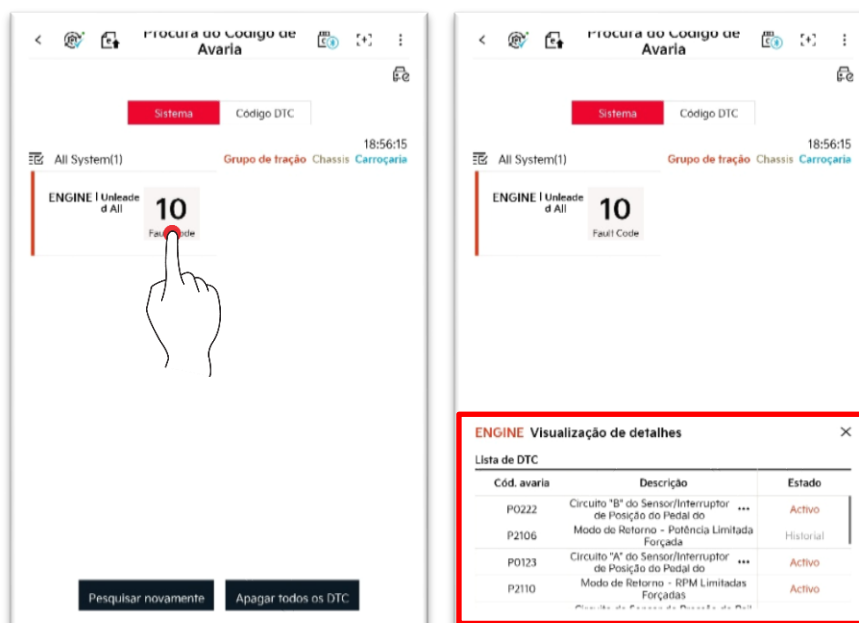 Procura do Código de
Avaria
Sistema
Código DTC
18:56:15
All System(1)
Grupo de tração Chassis Carroçaria
ENGINE | Unleade
d All
10
Fault Code
Pesquisar novamente
Apagar todos os DTC
Procura do Código de
Avaria
Sistema
Código DTC
18:56:15
All System(1)
Grupo de tração Chassis Carroçaria
ENGINE | Unleade
d All
10
Fault Code
ENGINE Visualização de detalhes
Lista de DTC
Cód. avaria Descrição Estado
P0222 Circuito "B" do Sensor/Interruptor ••• Activo
de Posição do Pedal do
P2106 Modo de Retorno - Potência Limitada Historial
Forçada
P0123 Circuito "A" do Sensor/Interruptor ••• Activo
de Posição do Pedal do
P2110 Modo de Retorno - RPM Limitadas Activo
Forçadas